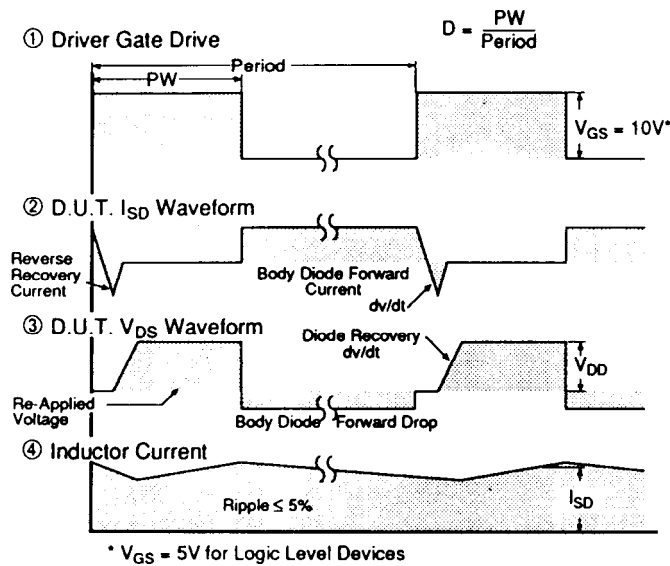 ① Driver Gate Drive
D = PW
Period
Period
PW
V_GS = 10V*
② D.U.T. I_SD Waveform
Reverse
Recovery
Current
Body Diode Forward
Current
dv/dt
③ D.U.T. V_DS Waveform
Diode Recovery
dv/dt
V_DD
Re-Applied
Voltage
Body Diode Forward Drop
④ Inductor Current
Ripple ≤ 5%
I_SD
* V_GS = 5V for Logic Level Devices